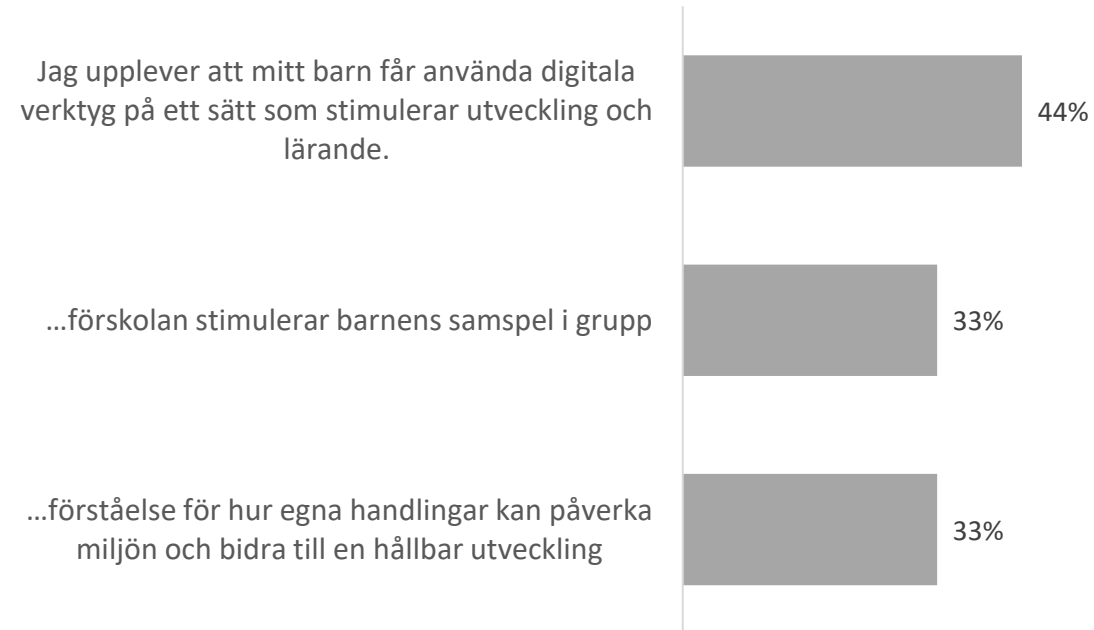 Jag upplever att mitt barn får använda digitala
verktyg på ett sätt som stimulerar utveckling och
lärande.
44%
...förskolan stimulerar barnens samspel i grupp
33%
...förståelse för hur egna handlingar kan påverka
miljön och bidra till en hållbar utveckling
33%